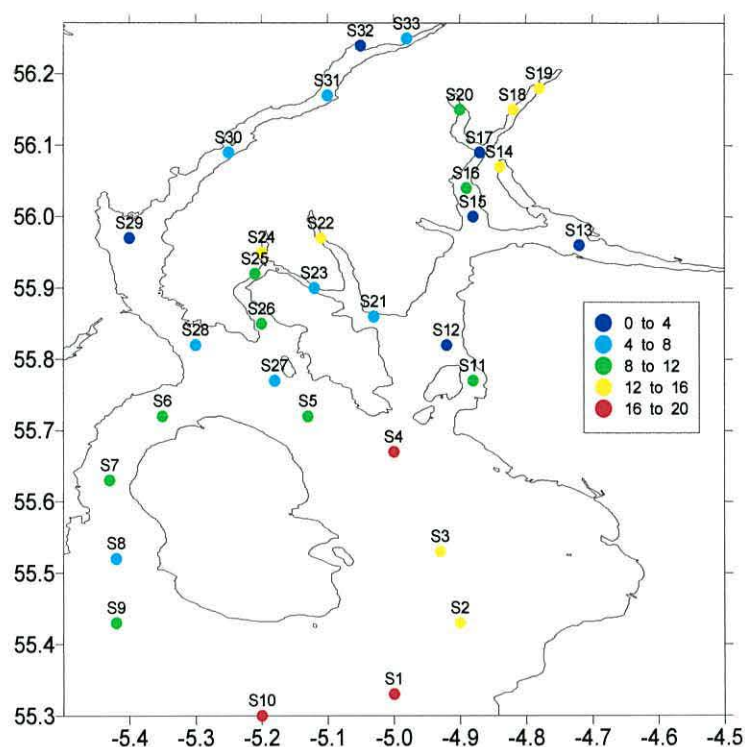 S32 S33
56.2
S31
S20 S18 S19
56.1
S30
S17
S14
S16
56.0
S29
S15
S13
S24
S22
S25
55.9
S23
S21
S26
S28
S12
55.8
S27
S11
S6
S5
55.7
S4
S7
55.6
S3
S8
55.5
S2
S9
55.4
S1
S10
55.3
0 to 4
4 to 8
8 to 12
12 to 16
16 to 20
-5.4 -5.3 -5.2 -5.1 -5.0 -4.9 -4.8 -4.7 -4.6 -4.5